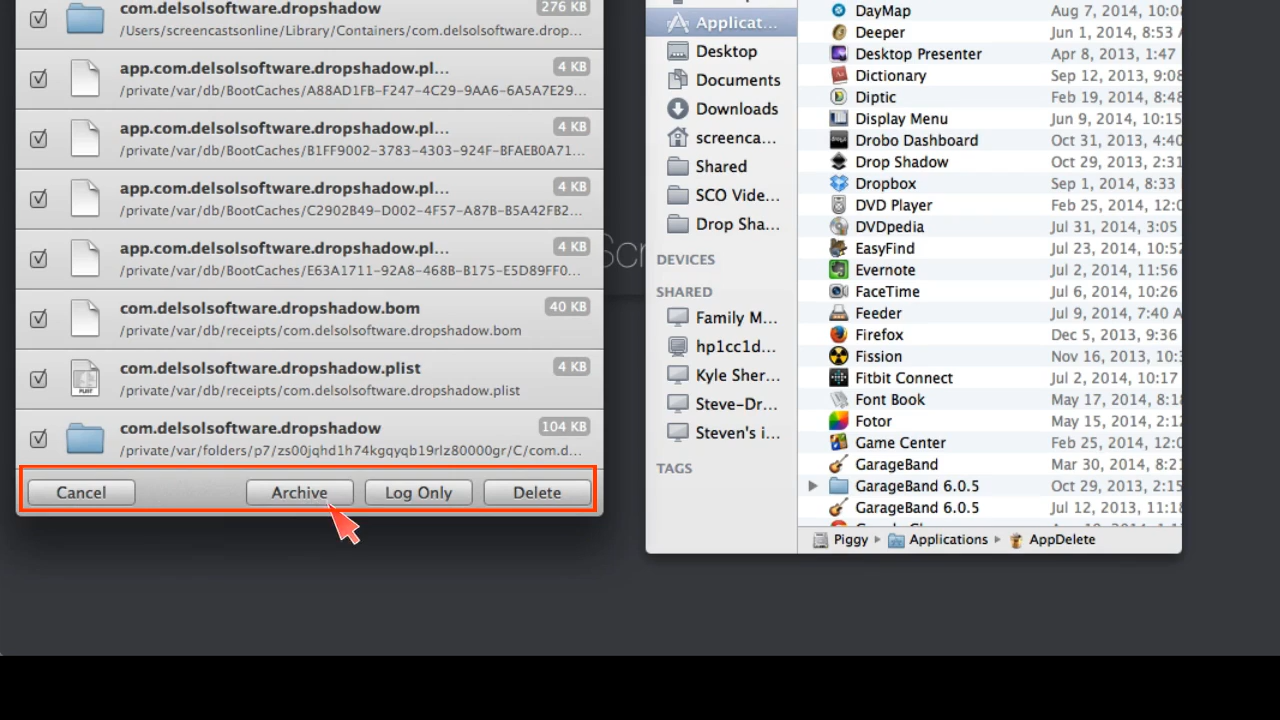 com.delsolsoftware.dropshadow
276 KB
/Users/screencastsonline/Library/Containers/com.delsolsoftware.drop...
app.com.delsolsoftware.dropshadow.pl...
4 KB
/private/var/db/BootCaches/A88AD1FB-F247-4C29-9AA6-6A5A7E29...
app.com.delsolsoftware.dropshadow.pl...
4 KB
/private/var/db/BootCaches/B1FF9002-3783-4303-924F-BFAEB0A71...
app.com.delsolsoftware.dropshadow.pl...
4 KB
/private/var/db/BootCaches/C2902B49-D002-4F57-A87B-B5A42FB2...
app.com.delsolsoftware.dropshadow.pl...
4 KB
/private/var/db/BootCaches/E63A1711-92A8-468B-B175-E5D89FF0...
com.delsolsoftware.dropshadow.bom
40 KB
/private/var/db/receipts/com.delsolsoftware.dropshadow.bom
com.delsolsoftware.dropshadow.plist
4 KB
/private/var/db/receipts/com.delsolsoftware.dropshadow.plist
com.delsolsoftware.dropshadow
104 KB
/private/var/folders/p7/zs00jqhd1h74kgqyqb19rlz80000gr/C/com.d...
Cancel
Archive
Log Only
Delete
Scr
Applicat...
Desktop
Documents
Downloads
screenca...
Shared
SCO Vide...
Drop Sha...
DEVICES
SHARED
Family M...
hp1cc1d...
Kyle Sher...
Steve-Dr...
Steven's i...
TAGS
DayMap Aug 7, 2014, 10:08
Deeper Jun 1, 2014, 8:53 A
Desktop Presenter Apr 8, 2013, 1:47
Dictionary Sep 12, 2013, 9:08
Diptic Feb 19, 2014, 8:48
Display Menu Jun 9, 2014, 10:15
Drobo Dashboard Oct 31, 2013, 4:40
Drop Shadow Oct 29, 2013, 2:31
Dropbox Sep 1, 2014, 8:33
DVD Player Feb 25, 2014, 12:0
DVDpedia Jul 31, 2014, 3:05
EasyFind Jul 23, 2014, 10:52
Evernote Jul 2, 2014, 11:56
FaceTime Jul 6, 2014, 10:26
Feeder Jul 9, 2014, 7:40 A
Firefox Dec 5, 2013, 9:36
Fission Nov 16, 2013, 10:3
Fitbit Connect Jul 2, 2014, 10:17
Font Book May 17, 2014, 8:18
Fotor May 15, 2014, 2:12
Game Center Feb 25, 2014, 12:0
GarageBand Mar 30, 2014, 8:21
GarageBand 6.0.5 Oct 29, 2013, 2:15
GarageBand 6.0.5 Jul 12, 2013, 11:18
Piggy Applications AppDelete